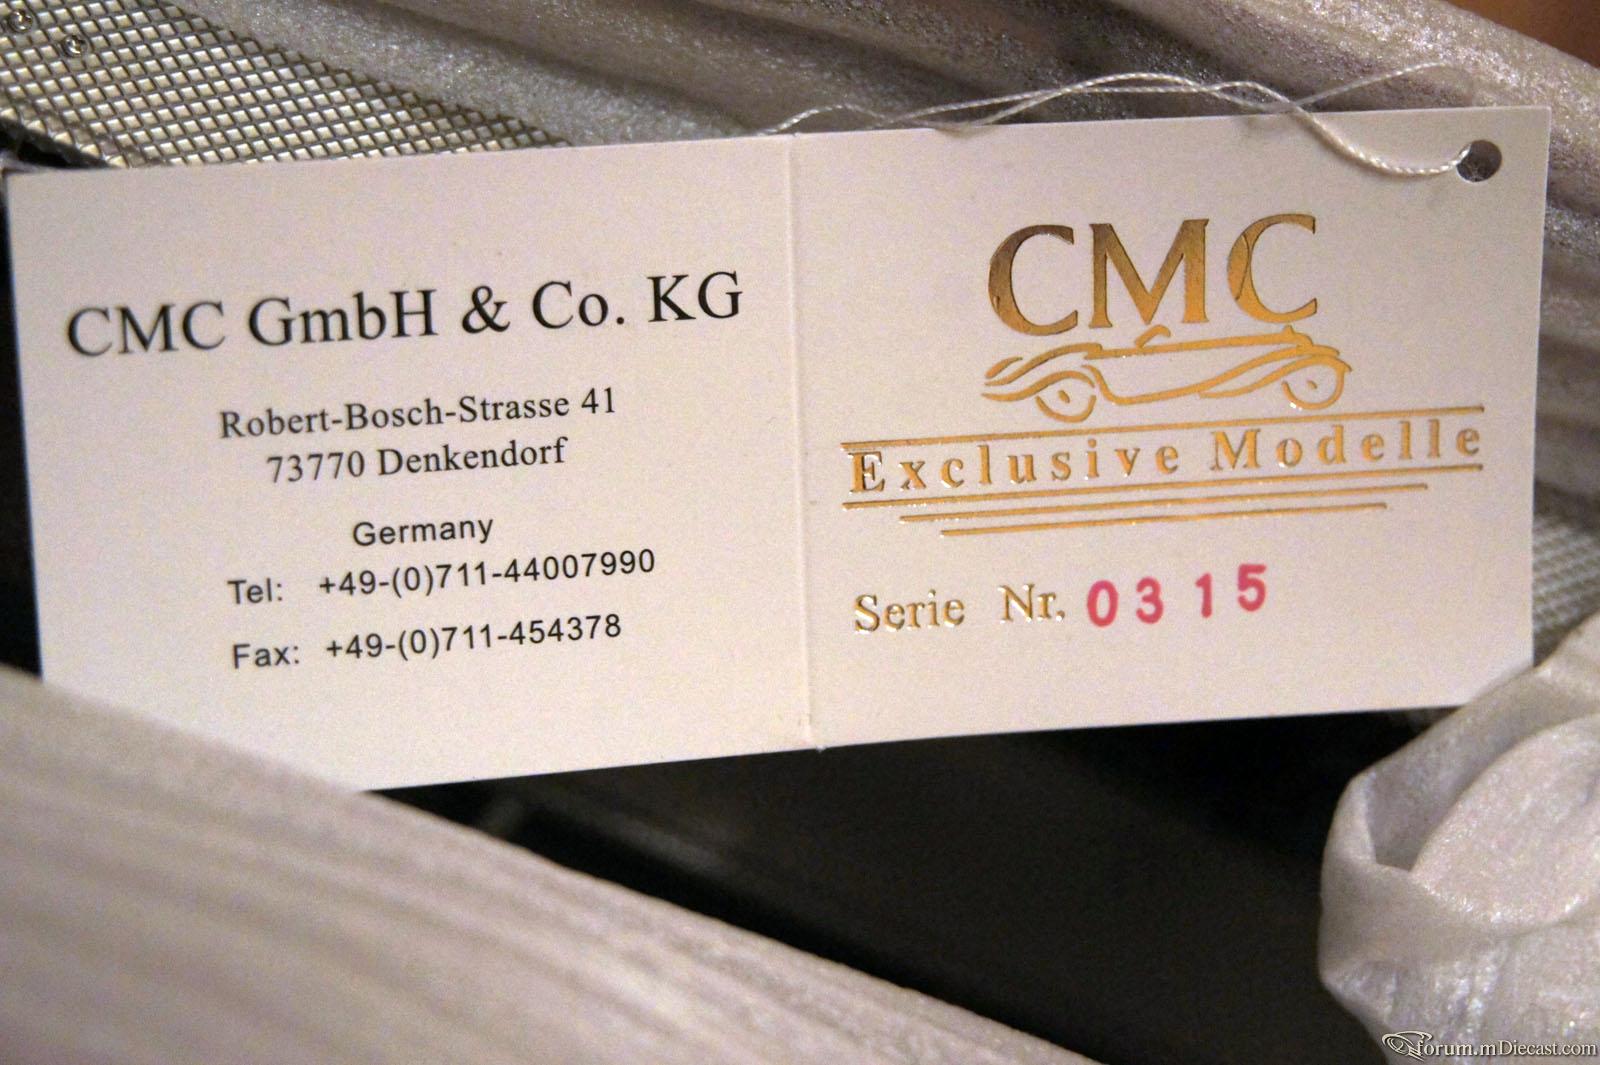 CMC GmbH & Co. KG
Robert-Bosch-Strasse 41
73770 Denkendorf
Germany
Tel: +49-(0)711-44007990
Fax: +49-(0)711-454378
CMC
Exclusive Modelle
Serie Nr. 0315
forum.mDiecast.com